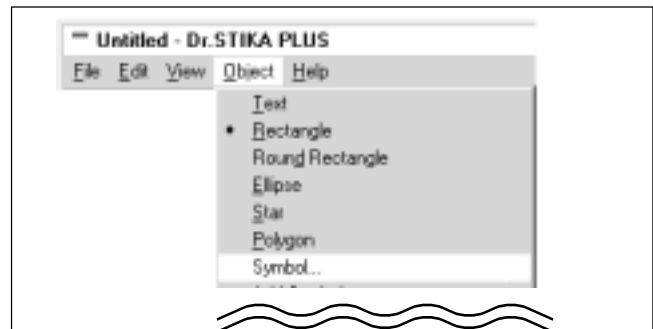 Untitled - Dr.STIKA PLUS
File Edit View Object Help
Text
• Rectangle
Round Rectangle
Ellipse
Star
Polygon
Symbol...